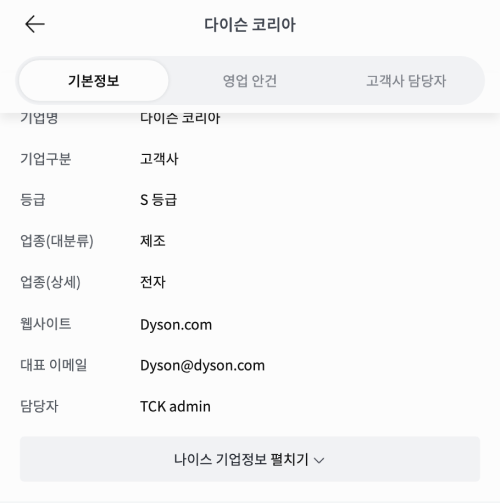 다이슨 코리아
기본정보 영업 안건 고객사 담당자
기업명 다이슨 코리아
기업구분 고객사
등급 S 등급
업종(대분류) 제조
업종(상세) 전자
웹사이트 Dyson.com
대표 이메일 Dyson@dyson.com
담당자 TCK admin
나이스 기업정보 펼치기